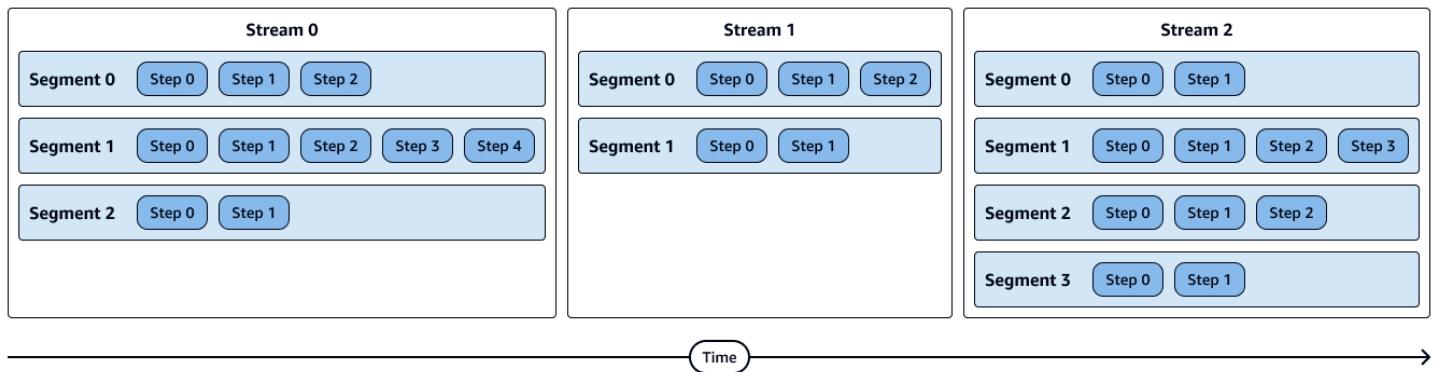 Stream 0
Segment 0 Step 0 Step 1 Step 2
Segment 1 Step 0 Step 1 Step 2 Step 3 Step 4
Segment 2 Step 0 Step 1
Stream 1
Segment 0 Step 0 Step 1 Step 2
Segment 1 Step 0 Step 1
Stream 2
Segment 0 Step 0 Step 1
Segment 1 Step 0 Step 1 Step 2 Step 3
Segment 2 Step 0 Step 1 Step 2
Segment 3 Step 0 Step 1
Time